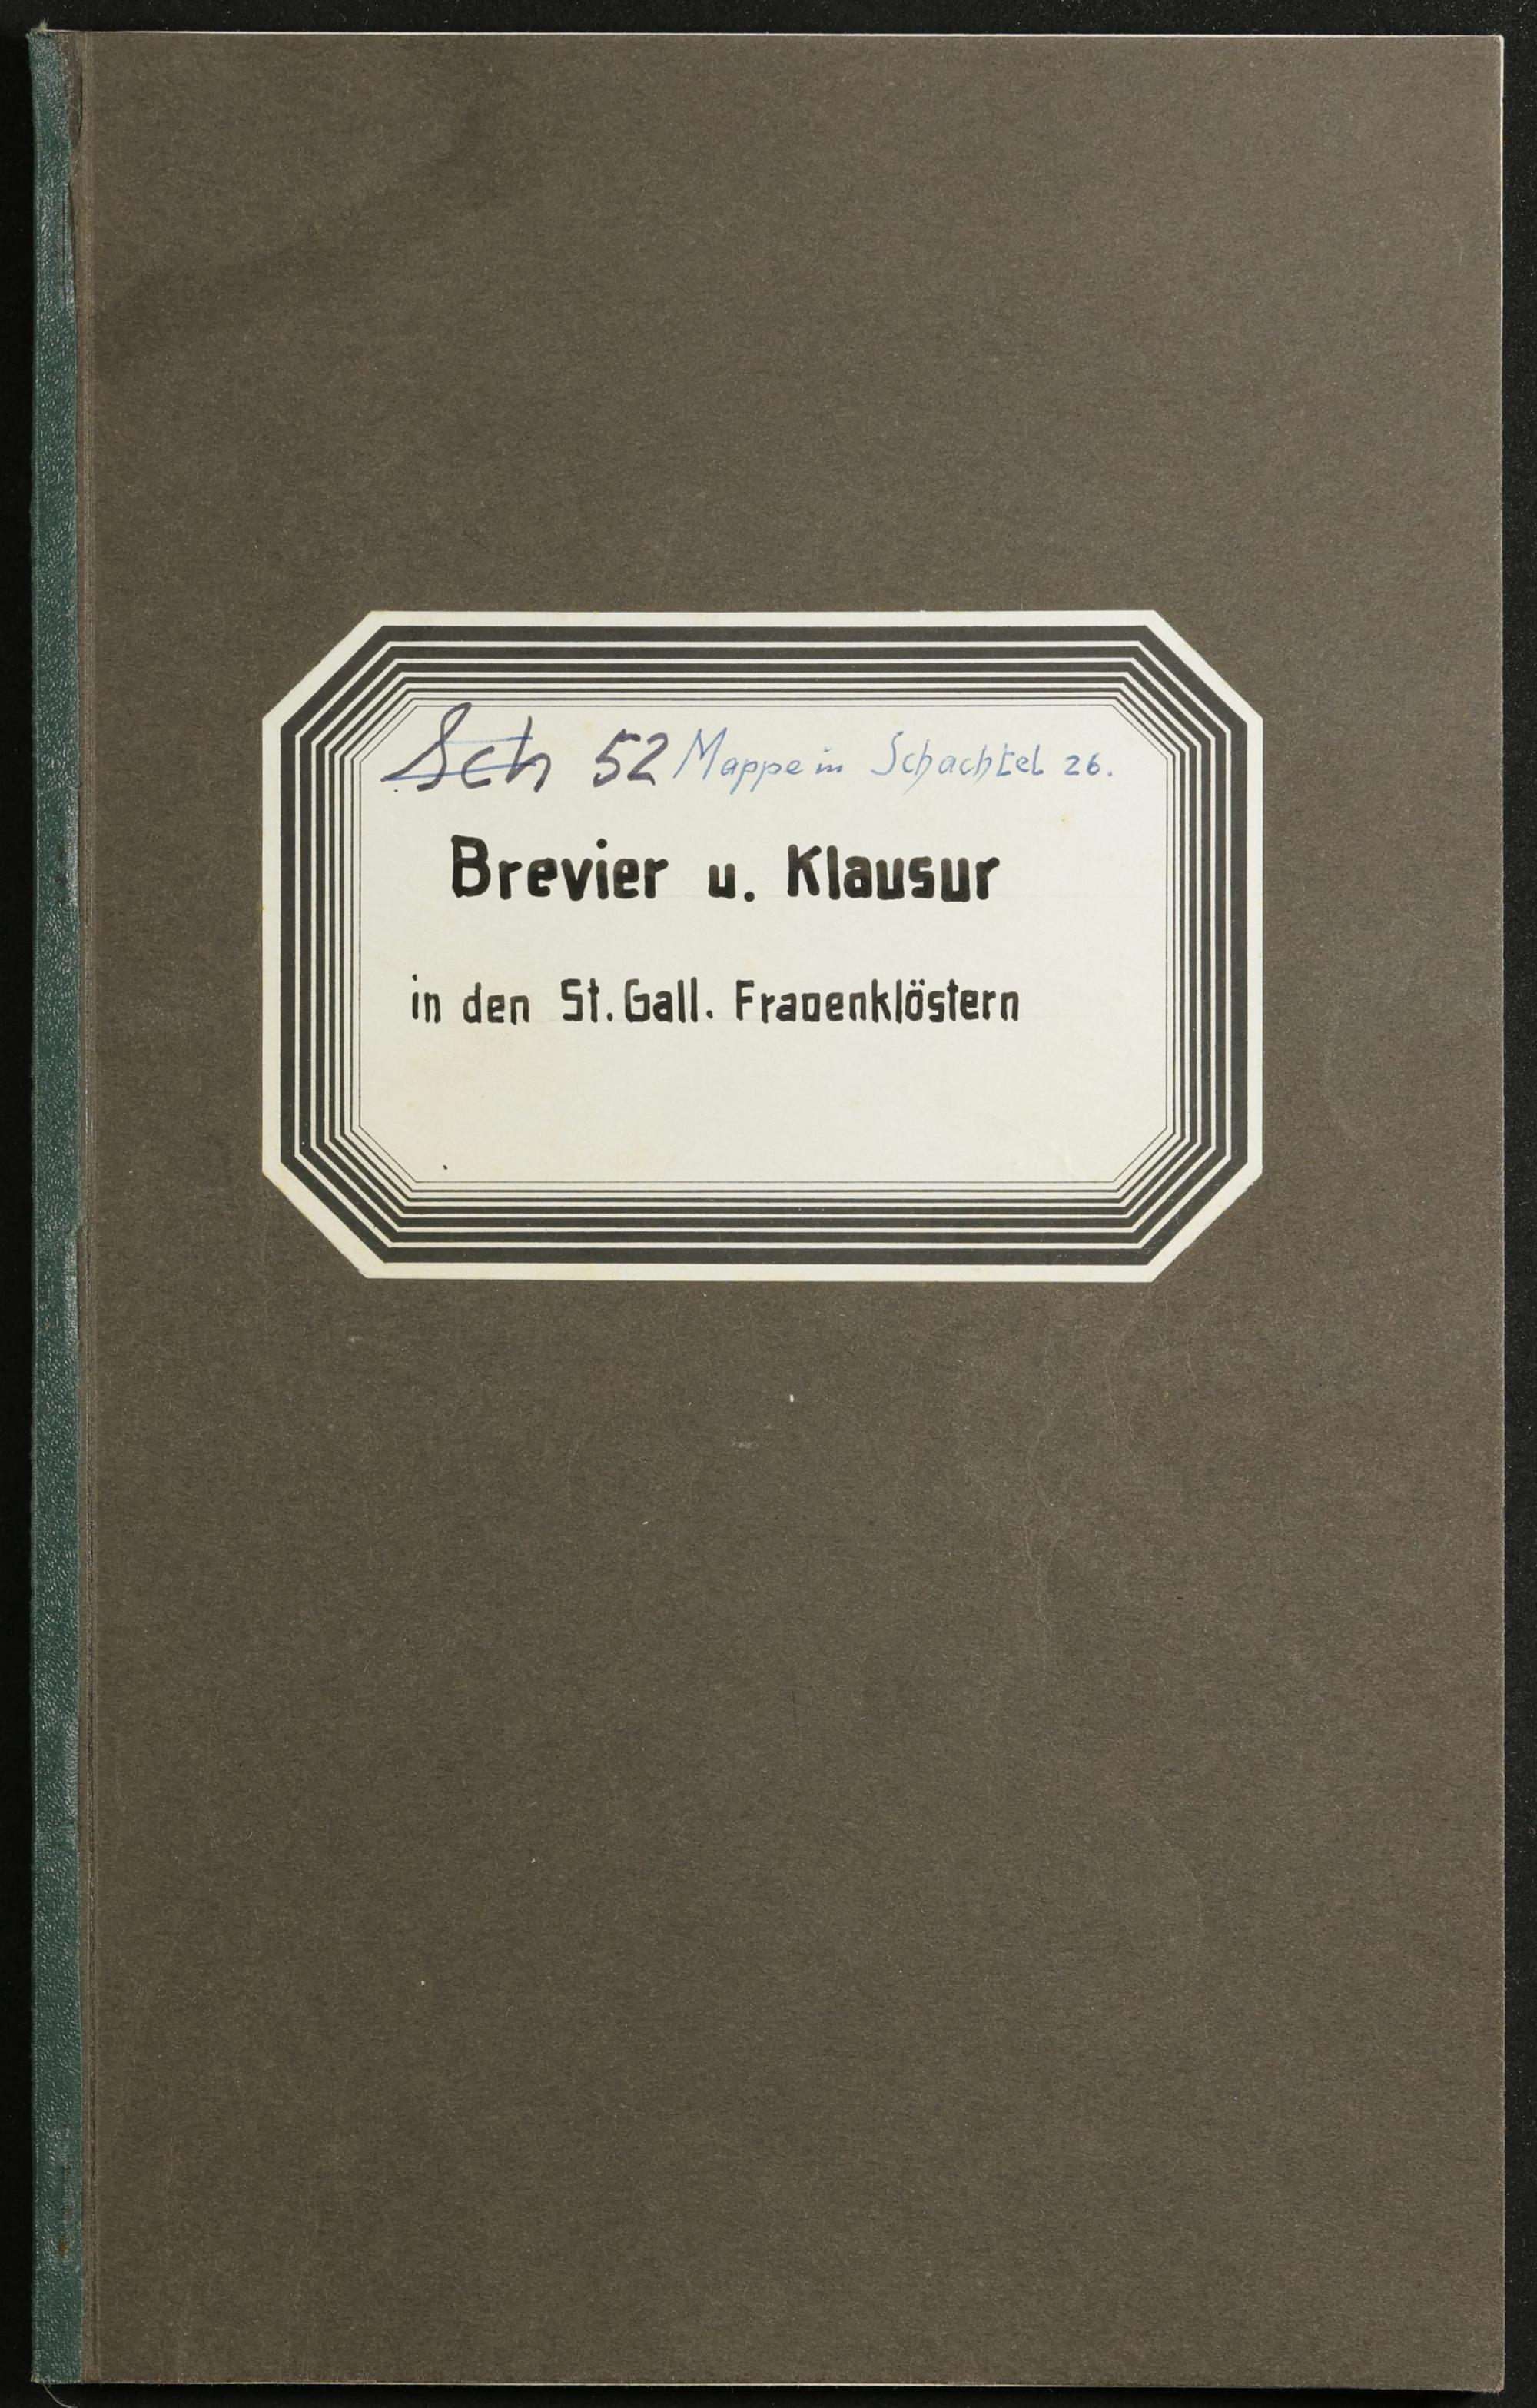 Sch 52 Mappe in Schachtel 26.
Brevier u. Klausur
in den St. Gall. Frauenklöstern